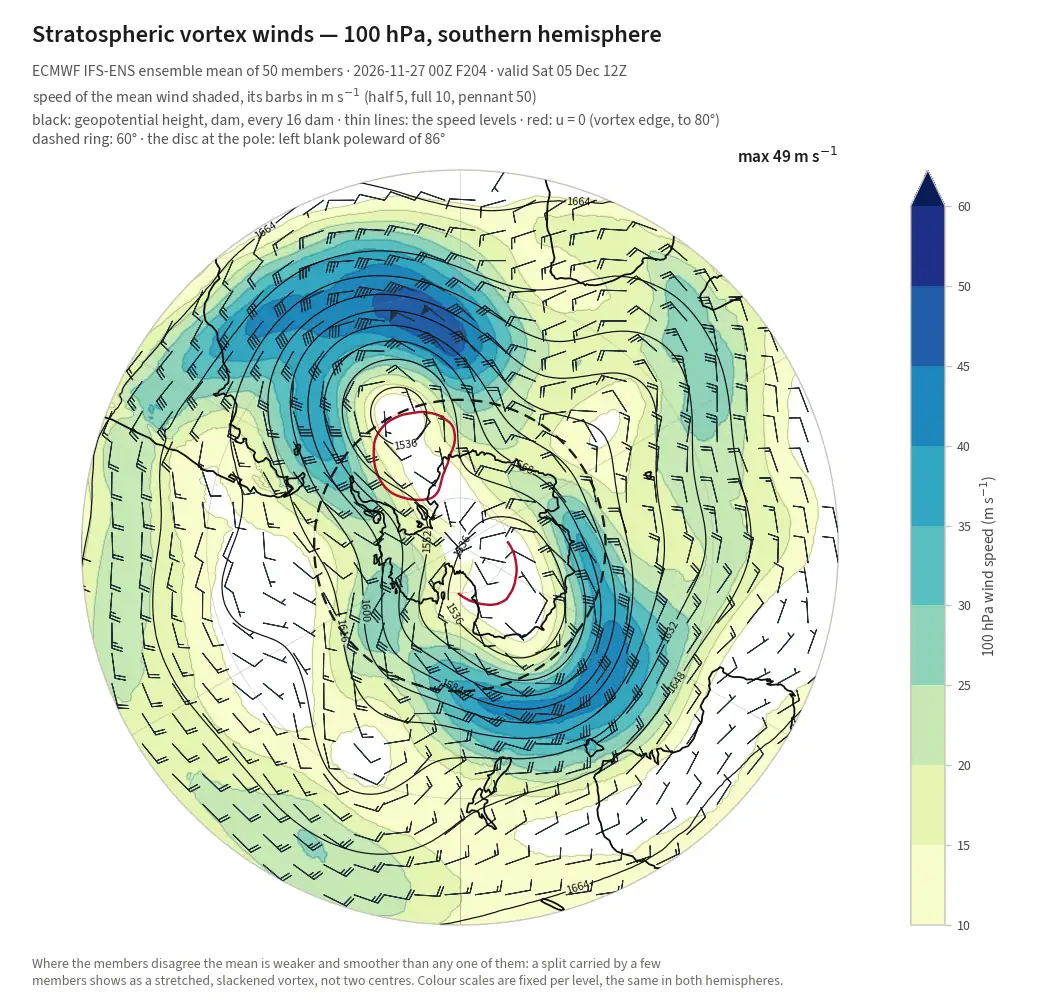 Stratospheric vortex winds — 100 hPa, southern hemisphere
ECMWF IFS-ENS ensemble mean of 50 members · 2026-11-27 00Z F204 · valid Sat 05 Dec 12Z
speed of the mean wind shaded, its barbs in m s⁻¹ (half 5, full 10, pennant 50)
black: geopotential height, dam, every 16 dam · thin lines: the speed levels · red: u = 0 (vortex edge, to 80°)
dashed ring: 60° · the disc at the pole: left blank poleward of 86°
max 49 m s⁻¹
1664
1664
1536
1568
1552
1536
1536
1600
1616
1584
1632
1648
1664
60
50
45
40
35
30
25
20
15
10
100 hPa wind speed (m s⁻¹)
Where the members disagree the mean is weaker and smoother than any one of them: a split carried by a few
members shows as a stretched, slackened vortex, not two centres. Colour scales are fixed per level, the same in both hemispheres.